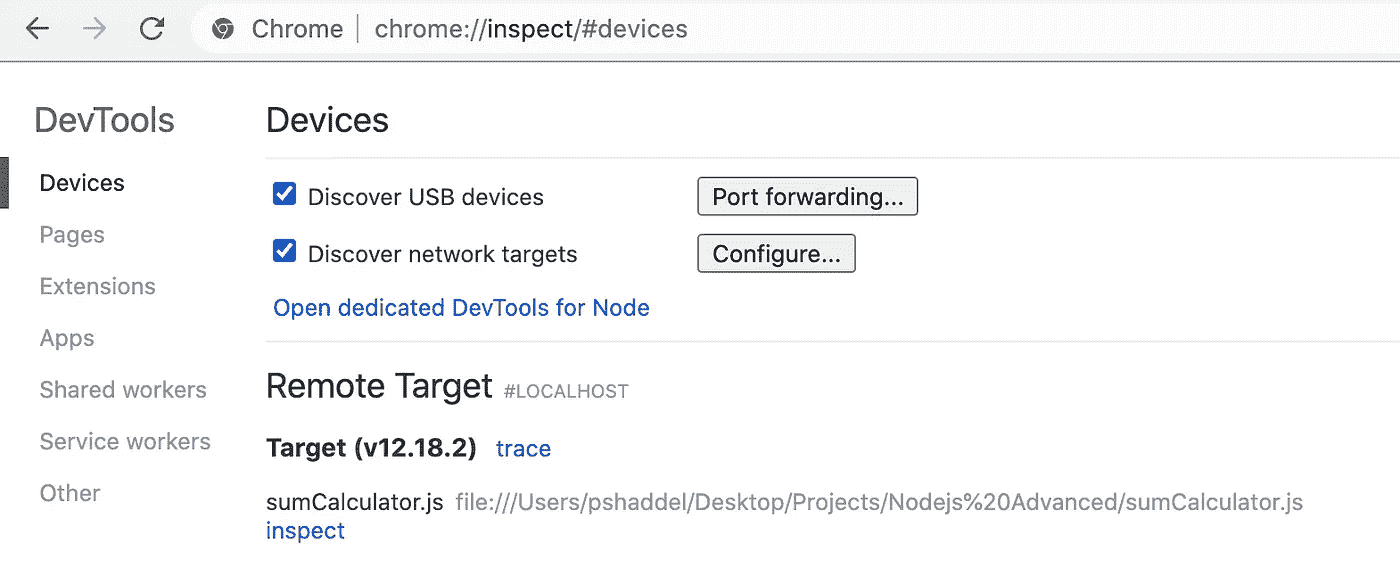 Chrome | chrome://inspect/#devices
DevTools
Devices
Pages
Extensions
Apps
Shared workers
Service workers
Other
Devices
Discover USB devices Port forwarding...
Discover network targets Configure...
Open dedicated DevTools for Node
Remote Target #LOCALHOST
Target (v12.18.2) trace
sumCalculator.js file:///Users/pshaddel/Desktop/Projects/Nodejs%20Advanced/sumCalculator.js
inspect